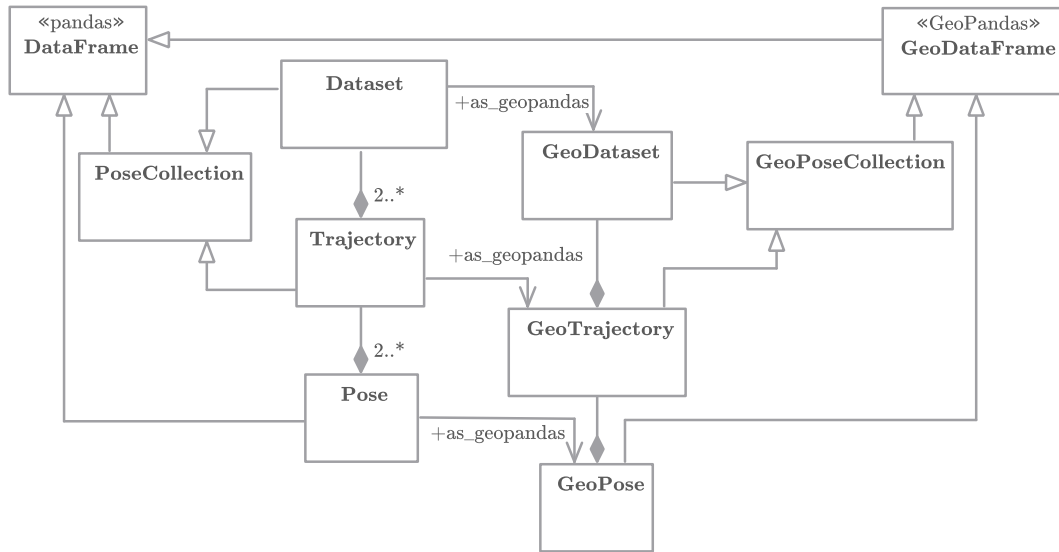 «pandas»
DataFrame
«GeoPandas»
GeoDataFrame
Dataset
+as_geopandas
GeoDataset
GeoPoseCollection
PoseCollection
2..*
Trajectory
+as_geopandas
GeoTrajectory
2..*
Pose
+as_geopandas
GeoPose